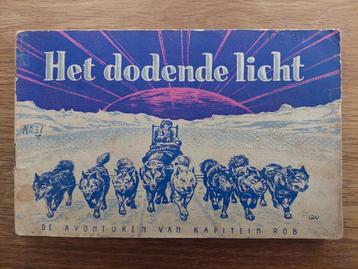 Het dodende licht
DE AVONTUREN VAN KAPITEIN ROB